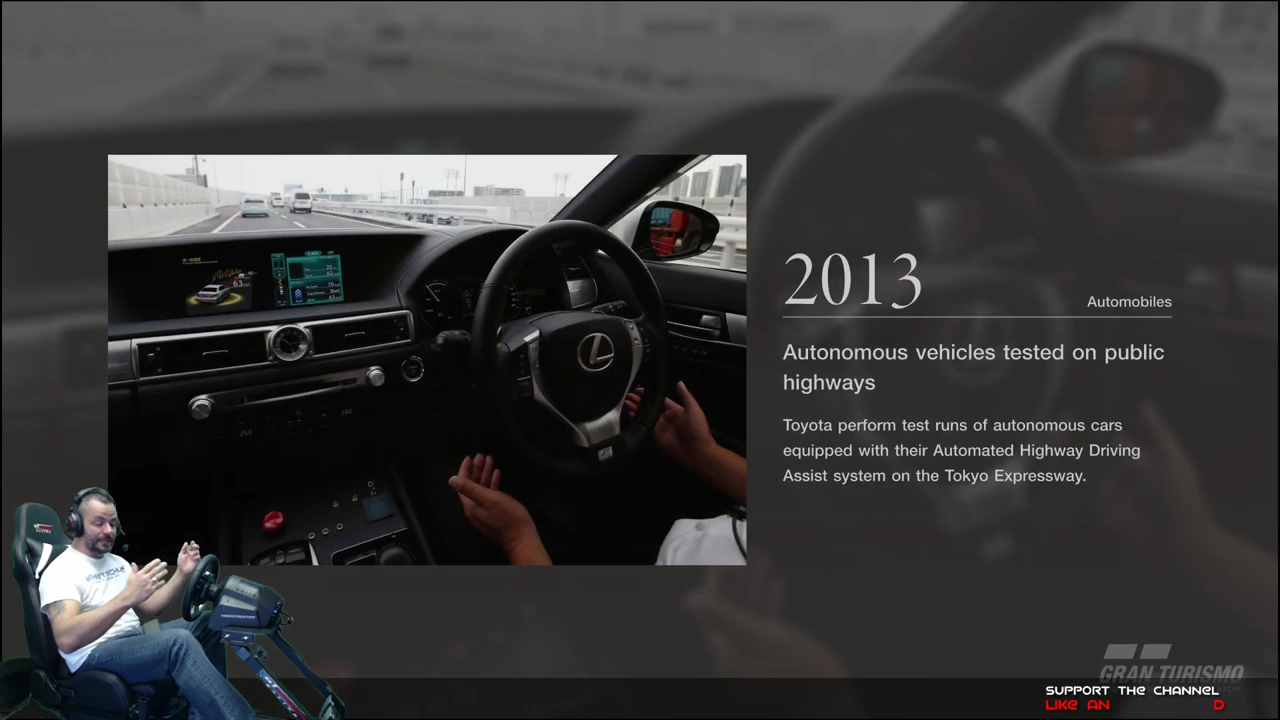 2013
Automobiles
Autonomous vehicles tested on public
highways
Toyota perform test runs of autonomous cars
equipped with their Automated Highway Driving
Assist system on the Tokyo Expressway.
63
GRAN TURISMO
SUPPORT THE CHANNEL
LIKE AN D